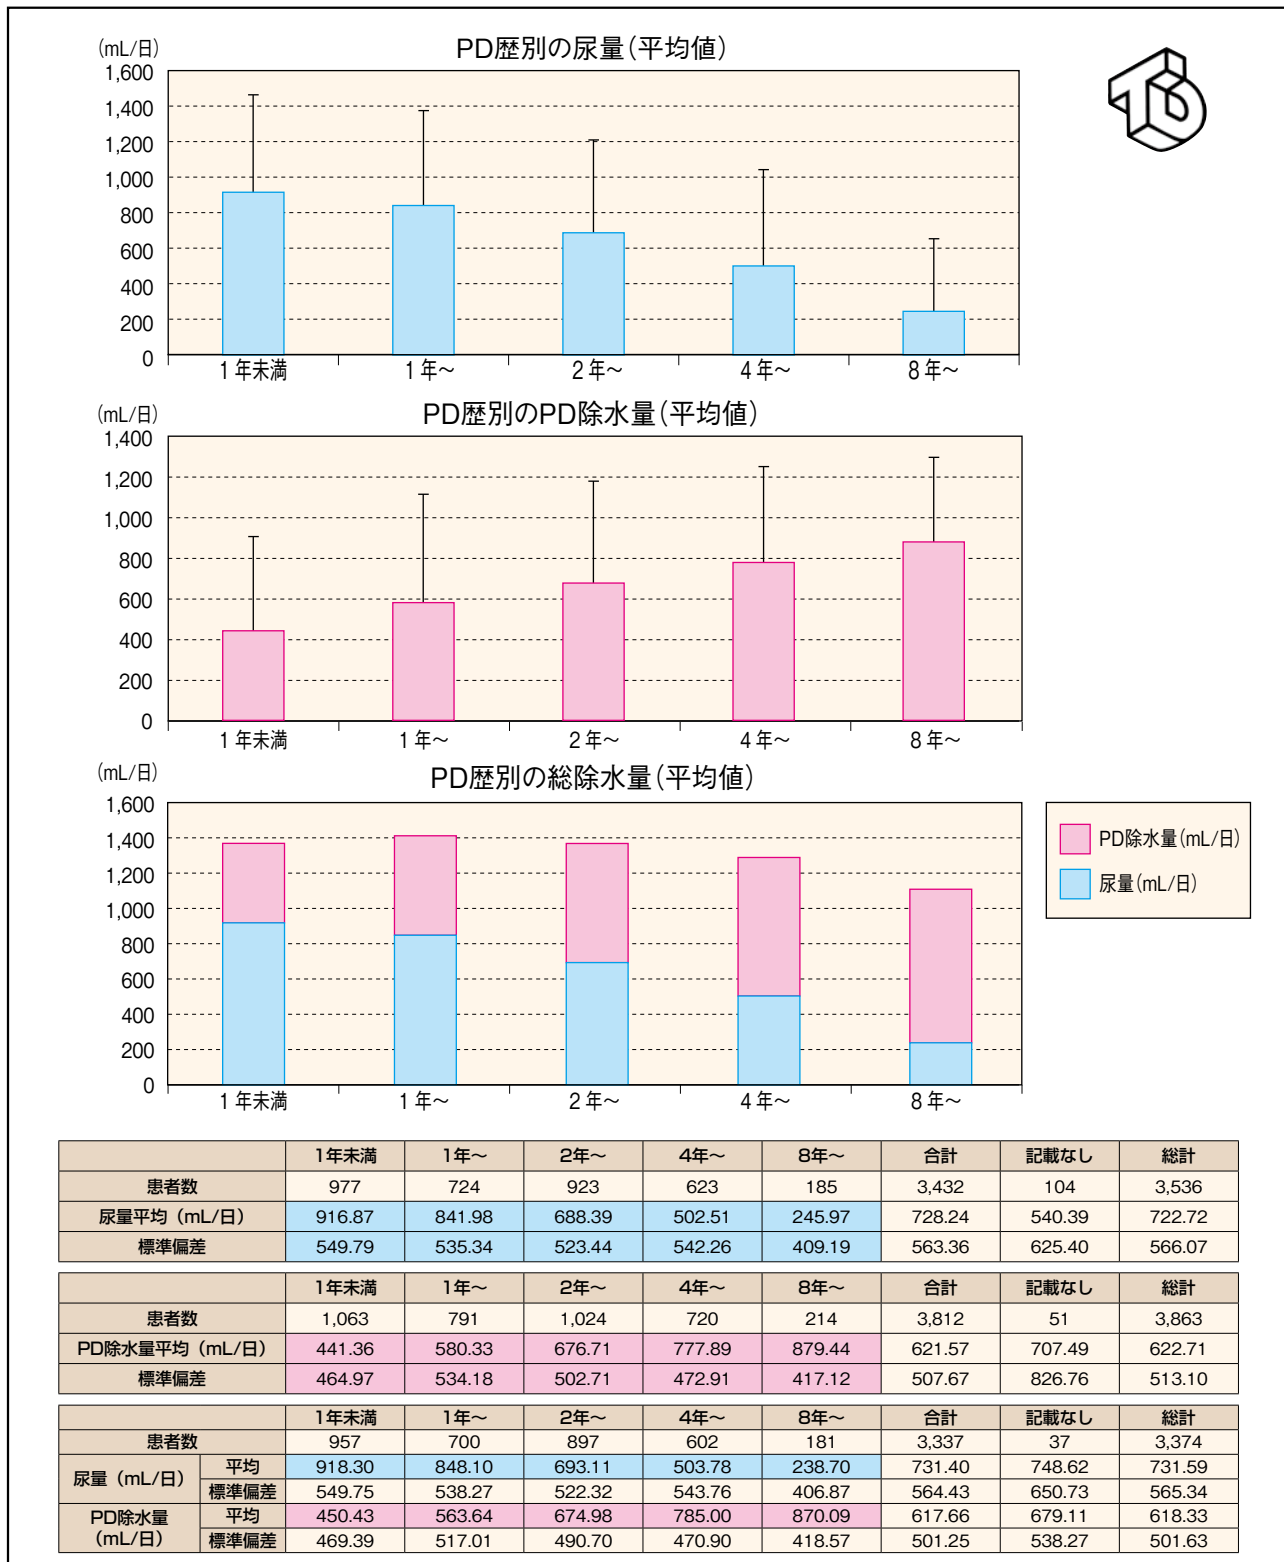 PD歴別の尿量（平均値）
(mL/日)
1,600
1,400
1,200
1,000
800
600
400
200
0
1年未満 1年〜 2年〜 4年〜 8年〜
PD歴別のPD除水量（平均値）
(mL/日)
1,400
1,200
1,000
800
600
400
200
0
1年未満 1年〜 2年〜 4年〜 8年〜
PD歴別の総除水量（平均値）
(mL/日)
1,600
1,400
1,200
1,000
800
600
400
200
0
1年未満 1年〜 2年〜 4年〜 8年〜
PD除水量(mL/日)
尿量(mL/日)
1年未満 1年〜 2年〜 4年〜 8年〜 合計 記載なし 総計
患者数 977 724 923 623 185 3,432 104 3,536
尿量平均（mL/日） 916.87 841.98 688.39 502.51 245.97 728.24 540.39 722.72
標準偏差 549.79 535.34 523.44 542.26 409.19 563.36 625.40 566.07
1年未満 1年〜 2年〜 4年〜 8年〜 合計 記載なし 総計
患者数 1,063 791 1,024 720 214 3,812 51 3,863
PD除水量平均（mL/日） 441.36 580.33 676.71 777.89 879.44 621.57 707.49 622.71
標準偏差 464.97 534.18 502.71 472.91 417.12 507.67 826.76 513.10
1年未満 1年〜 2年〜 4年〜 8年〜 合計 記載なし 総計
患者数 957 700 897 602 181 3,337 37 3,374
尿量（mL/日） 平均 918.30 848.10 693.11 503.78 238.70 731.40 748.62 731.59
標準偏差 549.75 538.27 522.32 543.76 406.87 564.43 650.73 565.34
PD除水量（mL/日） 平均 450.43 563.64 674.98 785.00 870.09 617.66 679.11 618.33
標準偏差 469.39 517.01 490.70 470.90 418.57 501.25 538.27 501.63